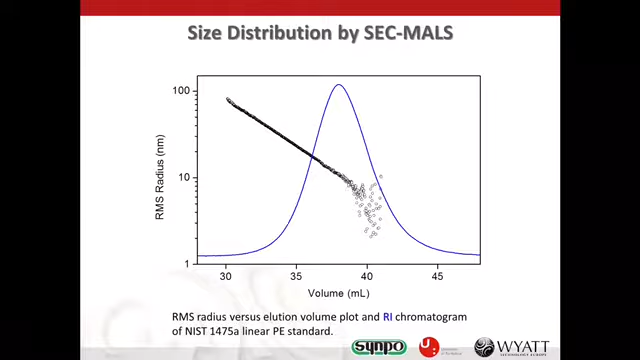 Size Distribution by SEC-MALS
100
10
1
RMS Radius (nm)
30 35 40 45
Volume (mL)
RMS radius versus elution volume plot and RI chromatogram
of NIST 1475a linear PE standard.
synpo
WYATT